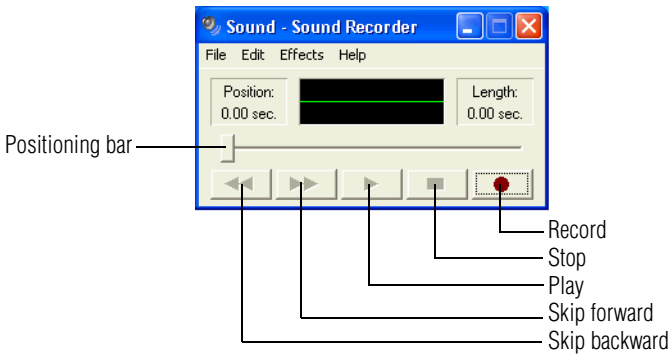 Sound - Sound Recorder
File Edit Effects Help
Position:
0.00 sec.
Length:
0.00 sec.
Positioning bar
Record
Stop
Play
Skip forward
Skip backward